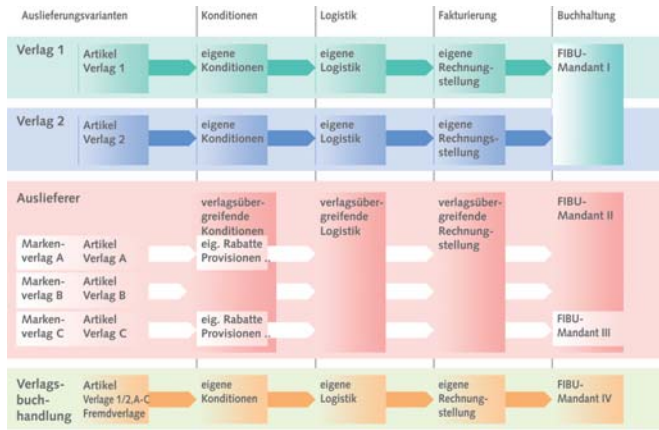 Auslieferungsvarianten Konditionen Logistik Fakturierung Buchhaltung
Verlag 1
Artikel
Verlag 1
eigene
Konditionen
eigene
Logistik
eigene
Rechnung-
stellung
FIBU-
Mandant I
Verlag 2
Artikel
Verlag 2
eigene
Konditionen
eigene
Logistik
eigene
Rechnungs-
stellung
Auslieferer
verlagsüber-
greifende
Konditionen
verlagsüber-
greifende
Logistik
verlagsüber-
greifende
Rechnung-
stellung
FIBU-
Mandant II
Marken-
verlag A
Artikel
Verlag A
eig. Rabatte
Provisionen ..
Marken-
verlag B
Artikel
Verlag B
Marken-
verlag C
Artikel
Verlag C
eig. Rabatte
Provisionen ..
FIBU-
Mandant III
Verlags-
buch-
handlung
Artikel
Verlage 1/2,A-C
Fremdverlage
eigene
Konditionen
eigene
Logistik
eigene
Rechnung-
stellung
FIBU-
Mandant IV